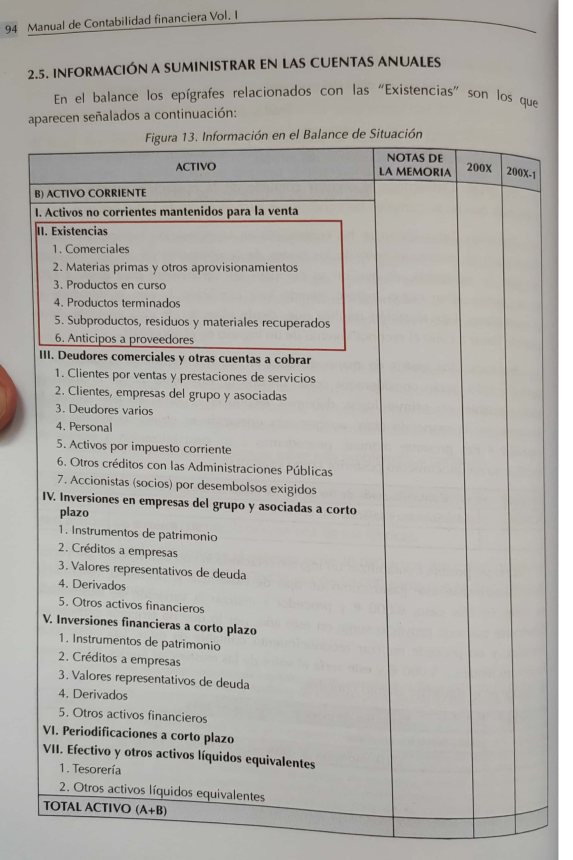 94 Manual de Contabilidad financiera Vol. I
2.5. INFORMACIÓN A SUMINISTRAR EN LAS CUENTAS ANUALES
En el balance los epígrafes relacionados con las “Existencias” son los que
aparecen señalados a continuación:
Figura 13. Información en el Balance de Situación
ACTIVO NOTAS DE LA MEMORIA 200X 200X-1
B) ACTIVO CORRIENTE
I. Activos no corrientes mantenidos para la venta
II. Existencias
1. Comerciales
2. Materias primas y otros aprovisionamientos
3. Productos en curso
4. Productos terminados
5. Subproductos, residuos y materiales recuperados
6. Anticipos a proveedores
III. Deudores comerciales y otras cuentas a cobrar
1. Clientes por ventas y prestaciones de servicios
2. Clientes, empresas del grupo y asociadas
3. Deudores varios
4. Personal
5. Activos por impuesto corriente
6. Otros créditos con las Administraciones Públicas
7. Accionistas (socios) por desembolsos exigidos
IV. Inversiones en empresas del grupo y asociadas a corto
plazo
1. Instrumentos de patrimonio
2. Créditos a empresas
3. Valores representativos de deuda
4. Derivados
5. Otros activos financieros
V. Inversiones financieras a corto plazo
1. Instrumentos de patrimonio
2. Créditos a empresas
3. Valores representativos de deuda
4. Derivados
5. Otros activos financieros
VI. Periodificaciones a corto plazo
VII. Efectivo y otros activos líquidos equivalentes
1. Tesorería
2. Otros activos líquidos equivalentes
TOTAL ACTIVO (A+B)